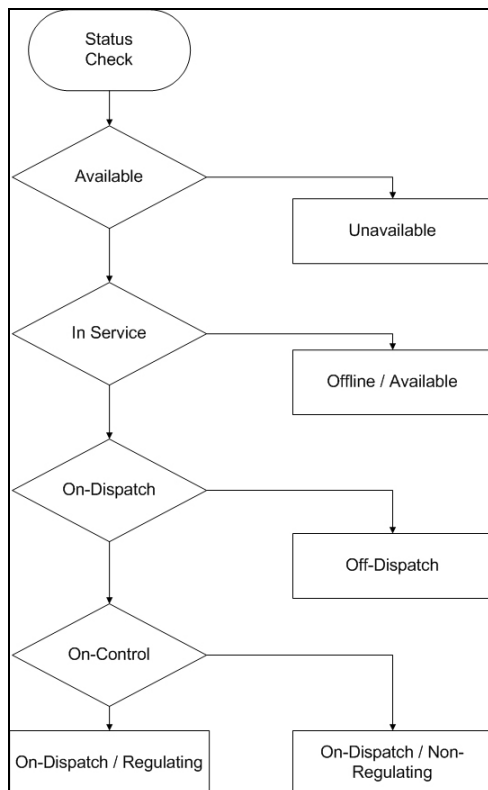 Status
Check
Available
Unavailable
In Service
Offline / Available
On-Dispatch
Off-Dispatch
On-Control
On-Dispatch / Regulating
On-Dispatch / Non-
Regulating